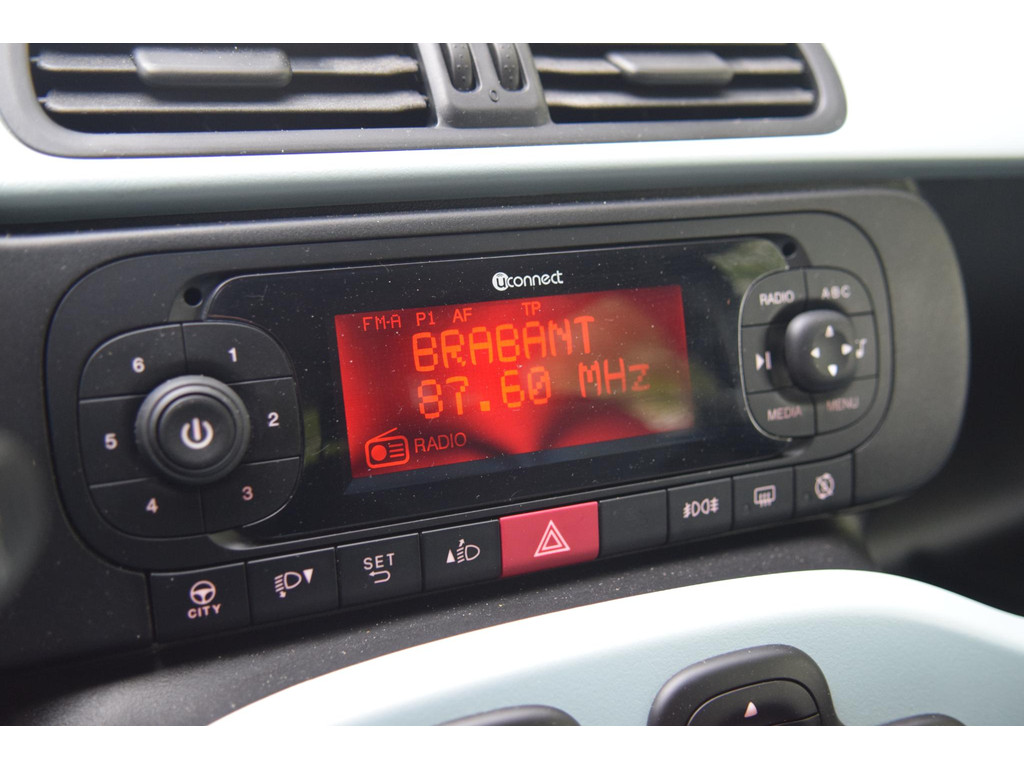 uconnect
FM-A P1 AF TR
BRABANT
87.60 MHz
RADIO
6 1
5 2
4 3
RADIO ABC
MEDIA MENU
CITY
SET
0